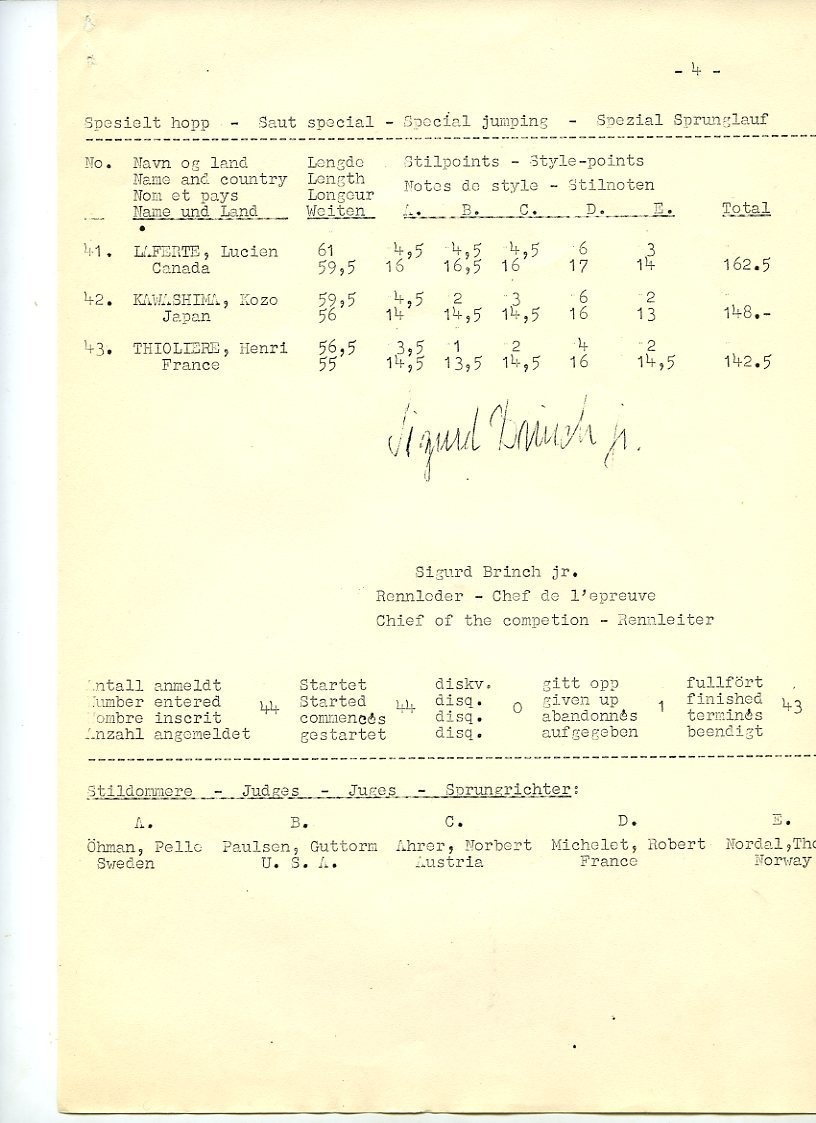 - 4 -
Spesielt hopp - Saut special - Special jumping - Spezial Sprunglauf
No. Navn og land Lengde Stilpoints - Style-points
Name and country Length Notes de style - Stilnoten
Nom et pays Longeur
Name und Land Weiten A. B. C. D. E. Total
41. LAFERTE, Lucien 61 4,5 4,5 4,5 6 3
Canada 59,5 16 16,5 16 17 14 162.5
42. KAWASHIMA, Kozo 59,5 4,5 2 3 6 2
Japan 56 14 14,5 14,5 16 13 148.-
43. THIOLIERE, Henri 56,5 3,5 1 2 4 2
France 55 14,5 13,5 14,5 16 14,5 142.5
Sigurd Brinch jr.
Sigurd Brinch jr.
Rennleder - Chef de l'epreuve
Chief of the competion - Rennleiter
Antall anmeldt Startet diskv. gitt opp fullfört
Number entered 44 Started 44 disq. 0 given up 1 finished 43
Nombre inscrit commencés disq. abandonnés terminés
Anzahl angemeldet gestartet disq. aufgegeben beendigt
Stildommere - Judges - Juges - Sprungrichter:
A. B. C. D. E.
Öhman, Pelle Paulsen, Guttorm Ahrer, Norbert Michelet, Robert Nordal,Tho
Sweden U. S. A. Austria France Norway